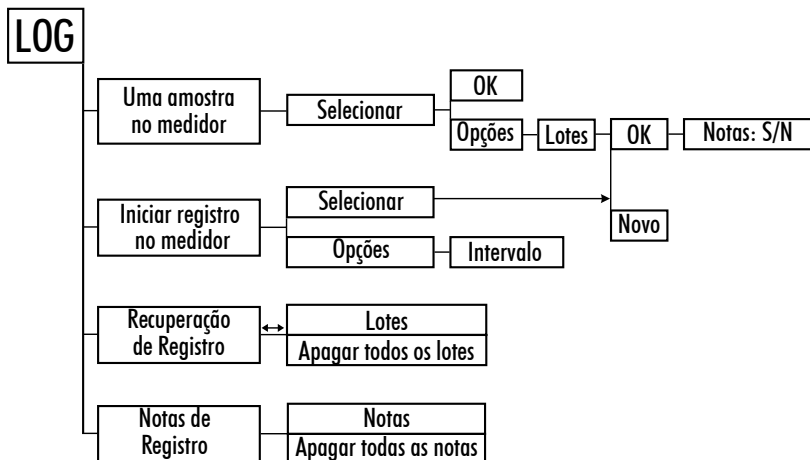 LOG
Uma amostra
no medidor
Selecionar
OK
Opções
Lotes
OK
Notas: S/N
Novo
Iniciar registro
no medidor
Selecionar
Opções
Intervalo
Recuperação
de Registro
Lotes
Apagar todos os lotes
Notas de
Registro
Notas
Apagar todas as notas